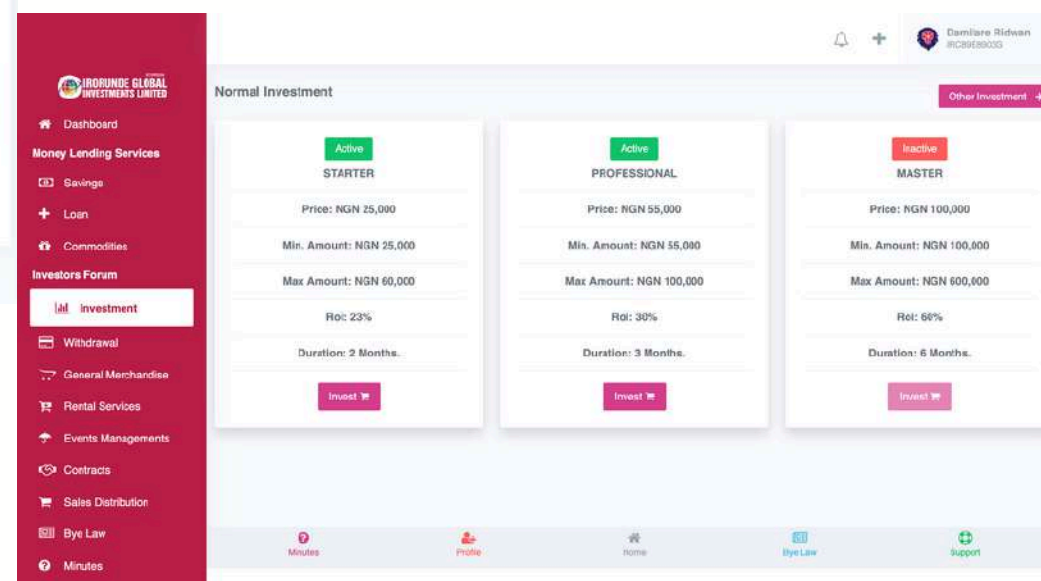 Damilare Ridwan
IRORUNDE GLOBAL
INVESTMENTS LIMITED
Normal Investment
Other Investment
Dashboard
Money Lending Services
Savings
Loan
Commodities
Investors Forum
Investment
Withdrawal
General Merchandise
Rental Services
Events Managements
Contracts
Sales Distribution
Bye Law
Minutes
Active
STARTER
Price: NGN 25,000
Min. Amount: NGN 25,000
Max Amount: NGN 60,000
Roi: 23%
Duration: 2 Months.
Invest
Active
PROFESSIONAL
Price: NGN 55,000
Min. Amount: NGN 55,000
Max Amount: NGN 100,000
Roi: 30%
Duration: 3 Months.
Invest
Inactive
MASTER
Price: NGN 100,000
Min. Amount: NGN 100,000
Max Amount: NGN 600,000
Roi: 60%
Duration: 6 Months.
Invest
Minutes
Profile
Home
Bye Law
Support